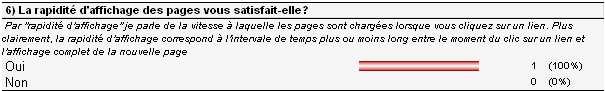 6) La rapidité d'affichage des pages vous satisfait-elle?
Par "rapidité d'affichage" je parle de la vitesse à laquelle les pages sont chargées lorsque vous cliquez sur un lien. Plus
clairement, la rapidité d'affichage correspond à l'intervale de temps plus ou moins long entre le moment du clic sur un lien et
l'affichage complet de la nouvelle page
Oui 1 (100%)
Non 0 (0%)